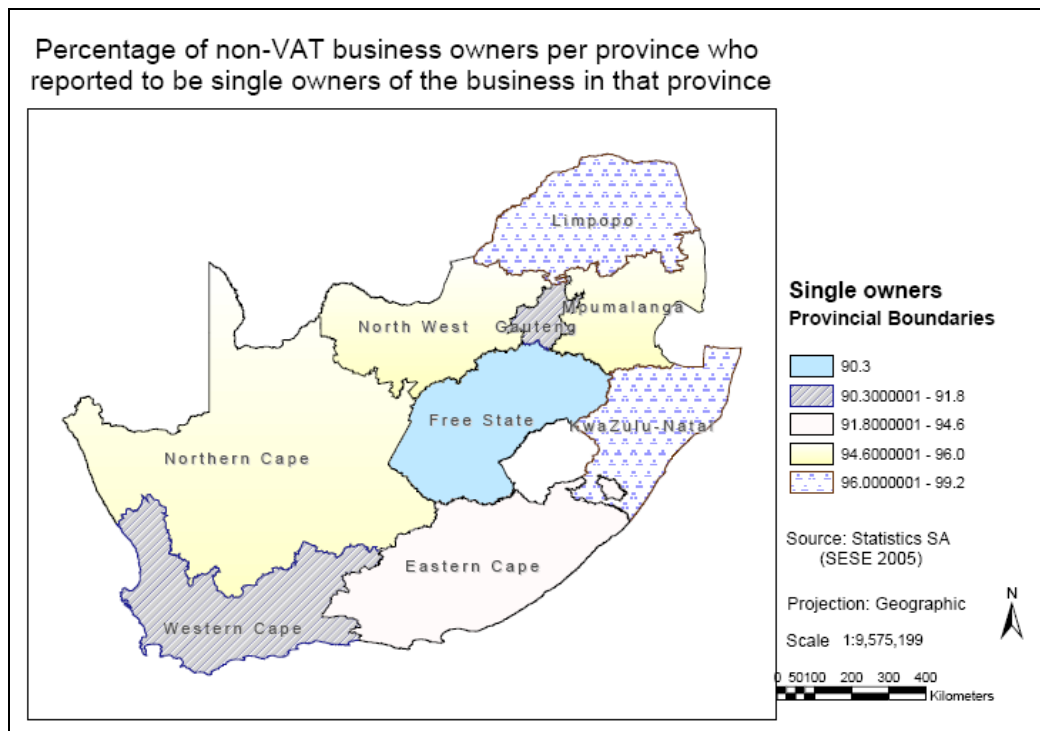 Percentage of non-VAT business owners per province who
reported to be single owners of the business in that province
Limpopo
Mpumalanga
North West
Gauteng
Free State
KwaZulu-Natal
Northern Cape
Eastern Cape
Western Cape
Single owners
Provincial Boundaries
90.3
90.3000001 - 91.8
91.8000001 - 94.6
94.6000001 - 96.0
96.0000001 - 99.2
Source: Statistics SA
(SESE 2005)
Projection: Geographic
N
Scale 1:9,575,199
0 50100 200 300 400
Kilometers